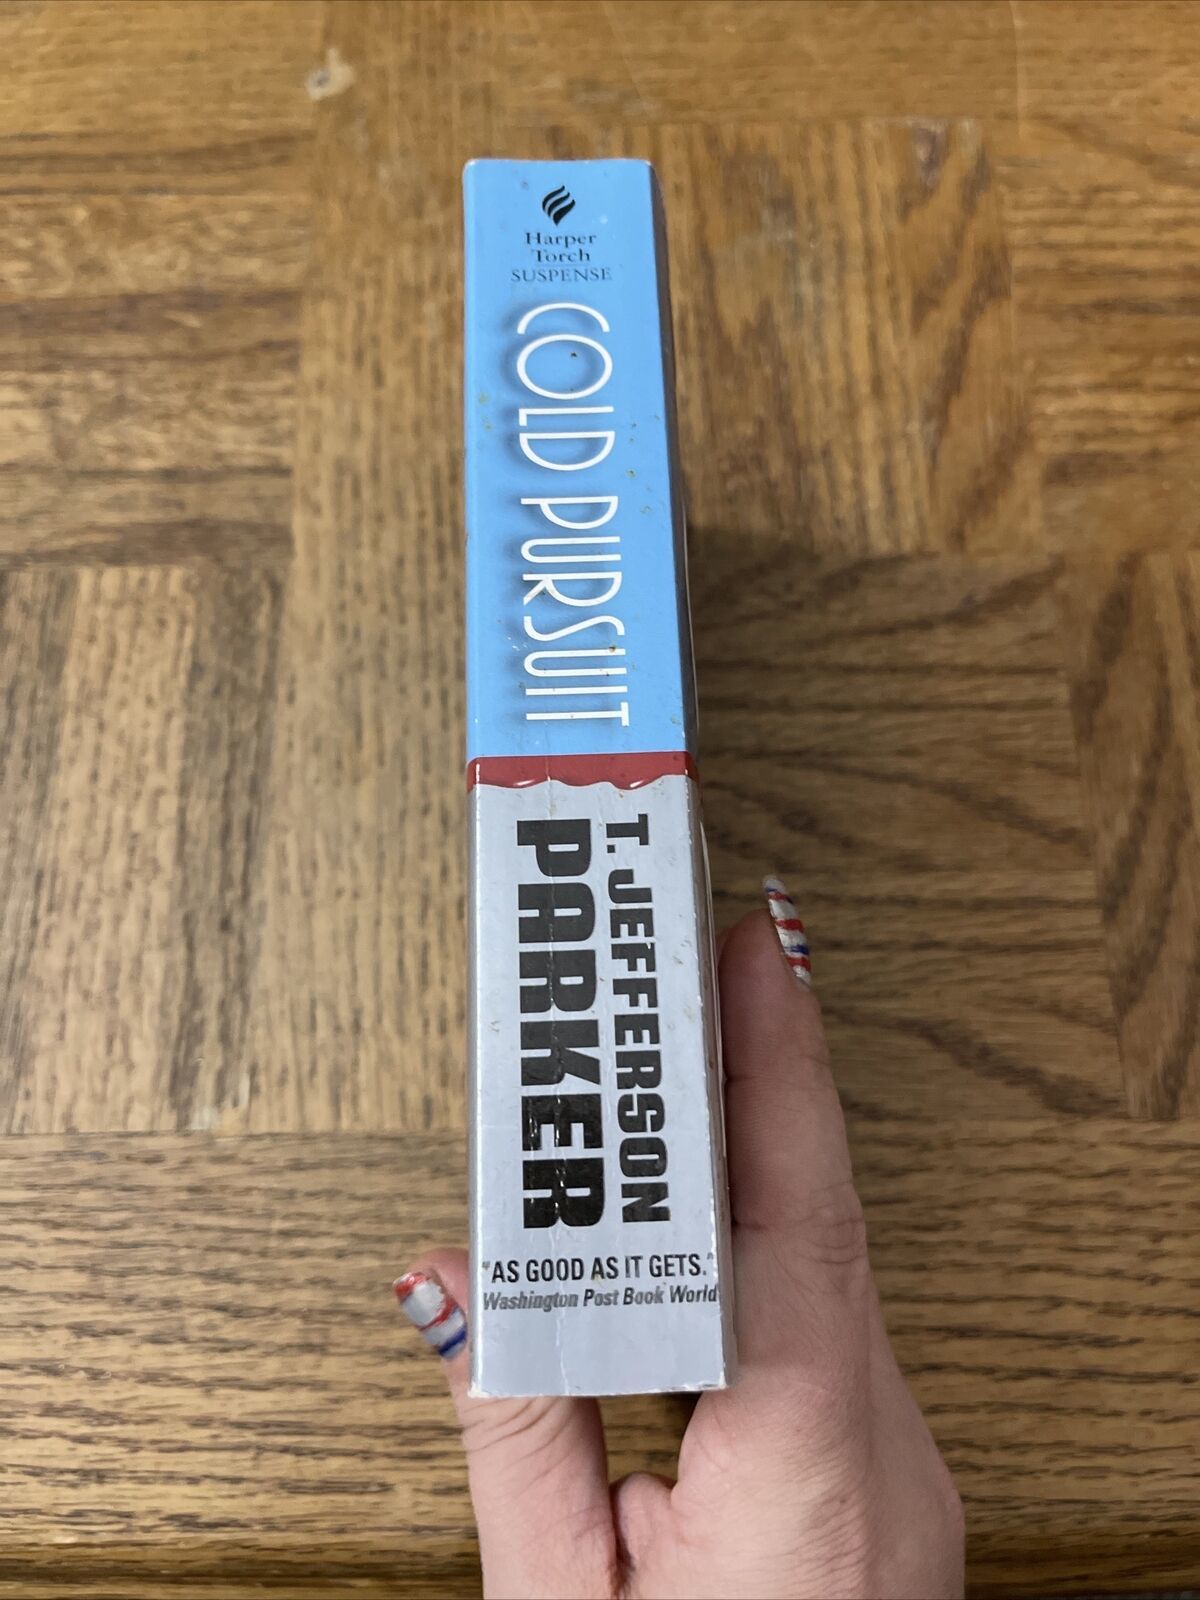 Harper
Torch
SUSPENSE
COLD PURSUIT
T. JEFFERSON
PARKER
"AS GOOD AS IT GETS."
Washington Post Book World